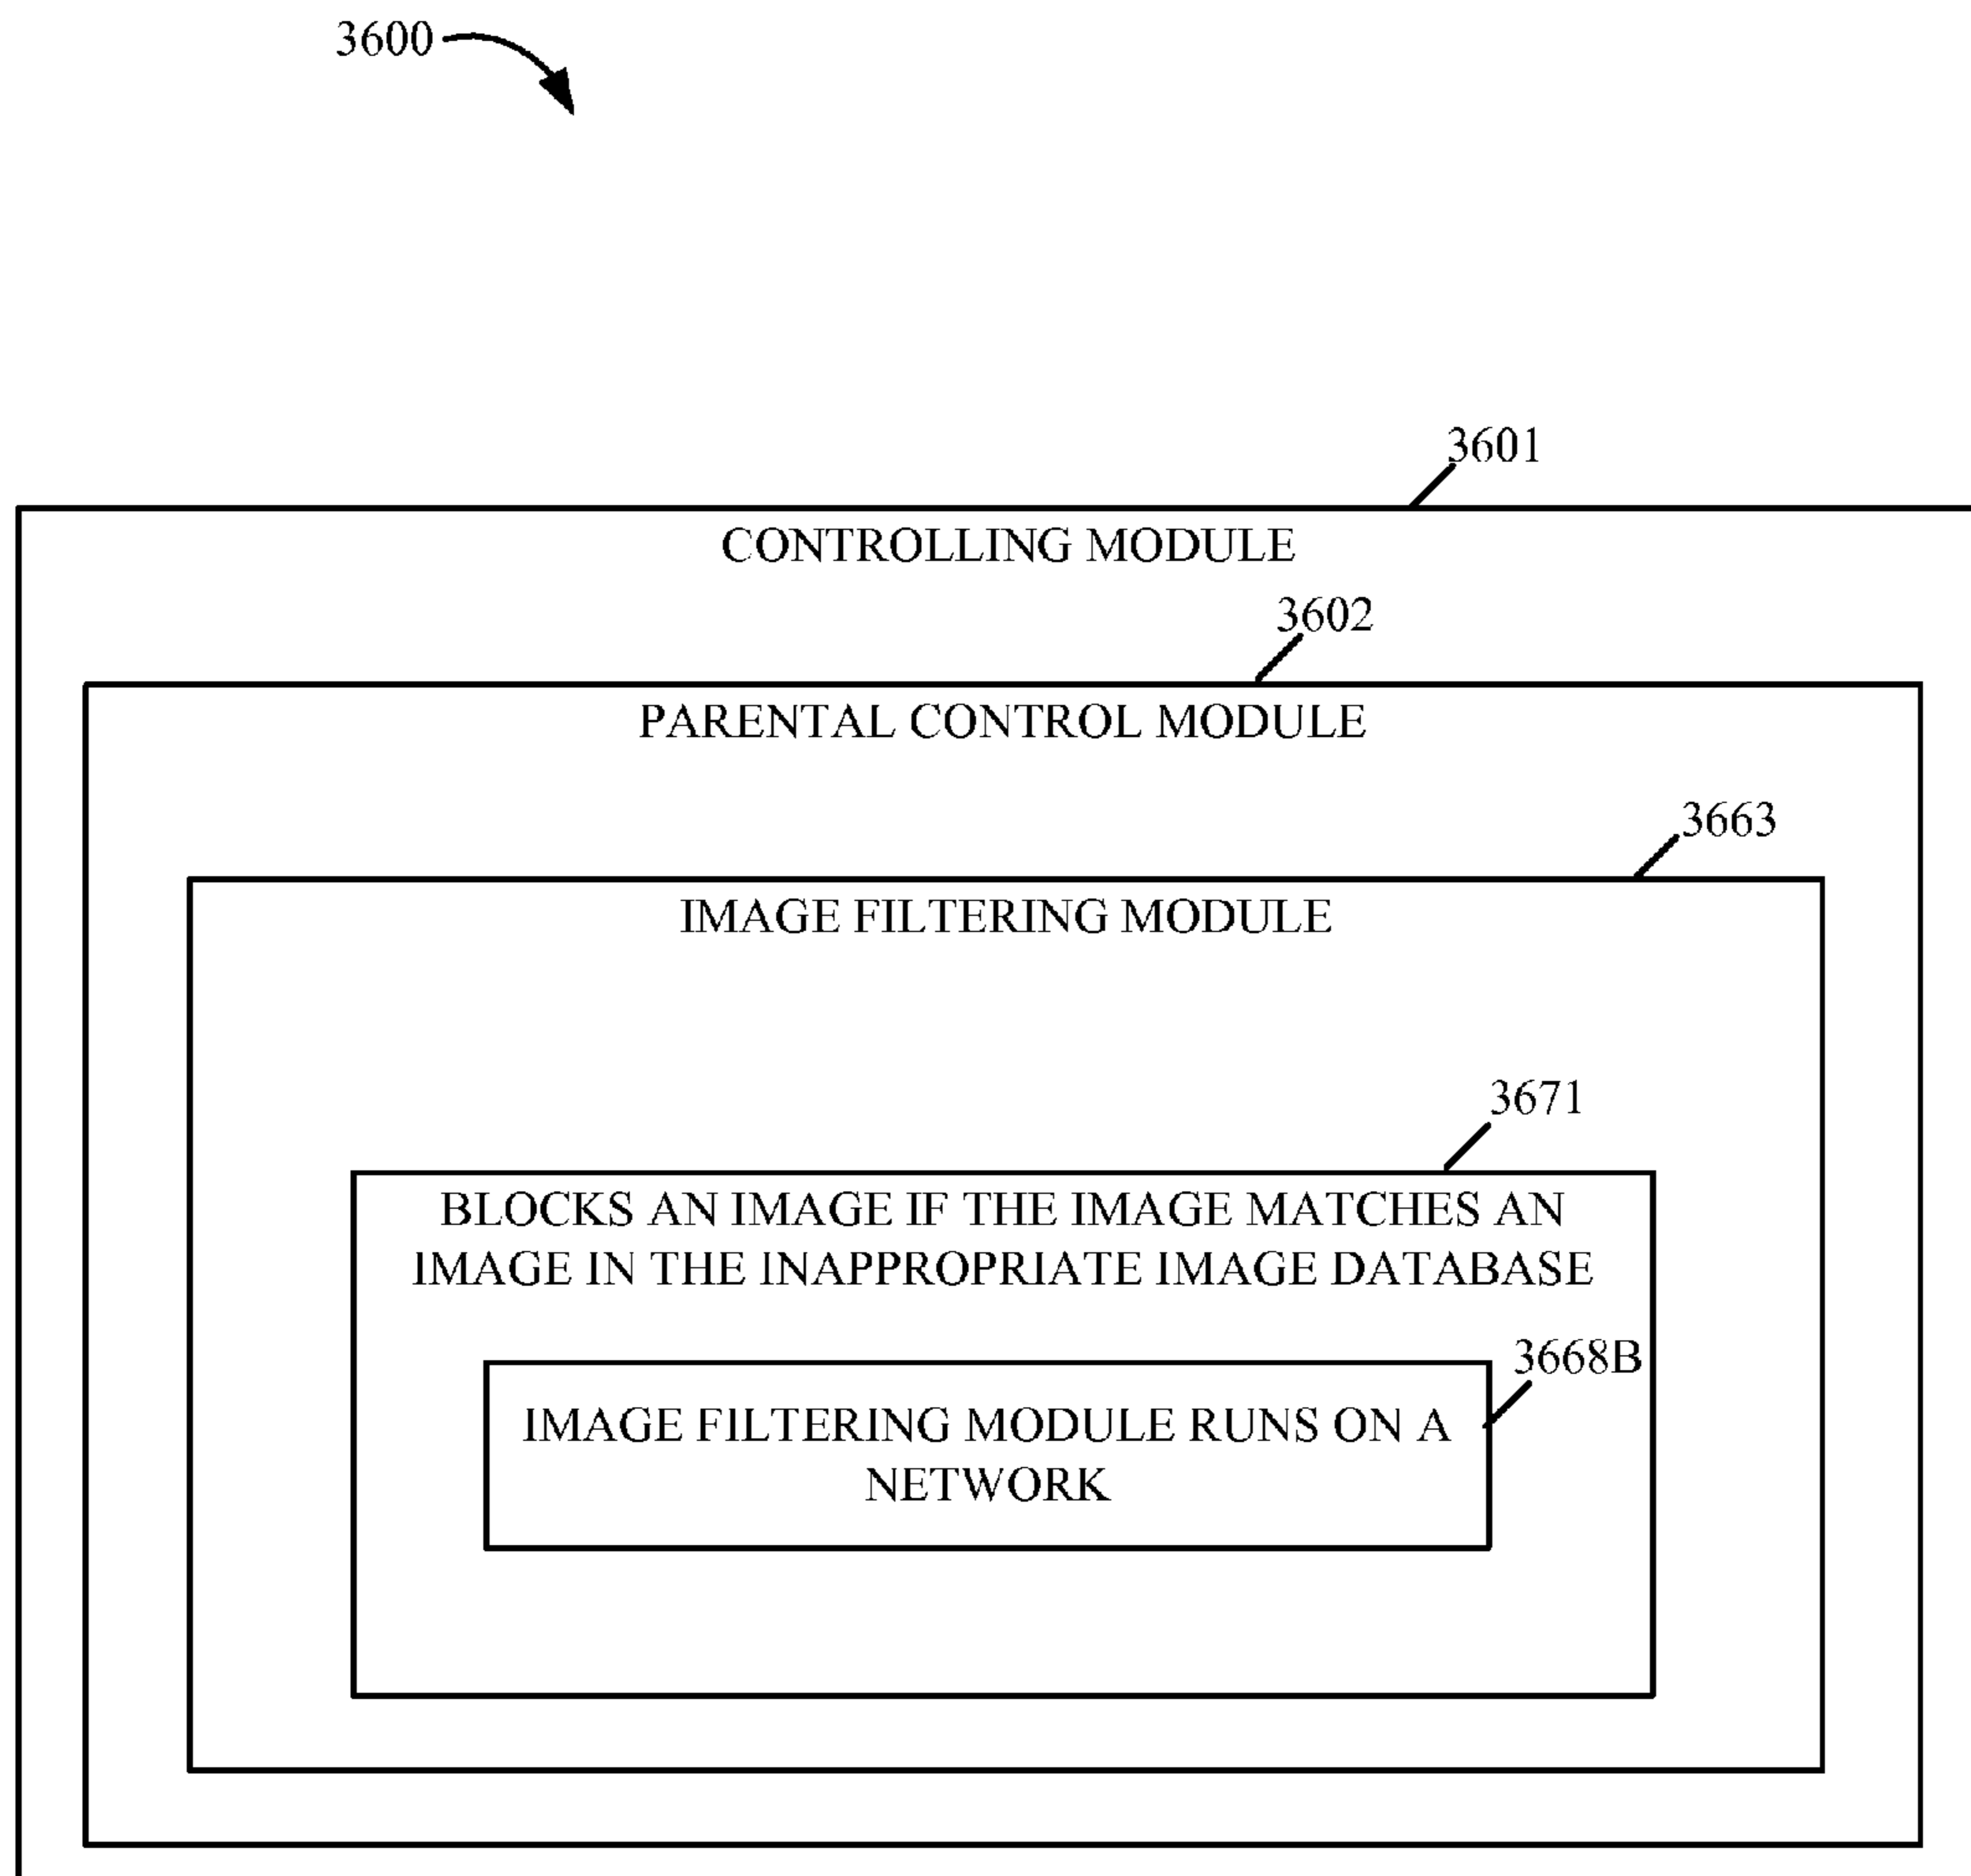 3600
3601
CONTROLLING MODULE
3602
PARENTAL CONTROL MODULE
3663
IMAGE FILTERING MODULE
3671
BLOCKS AN IMAGE IF THE IMAGE MATCHES AN
IMAGE IN THE INAPPROPRIATE IMAGE DATABASE
3668B
IMAGE FILTERING MODULE RUNS ON A
NETWORK